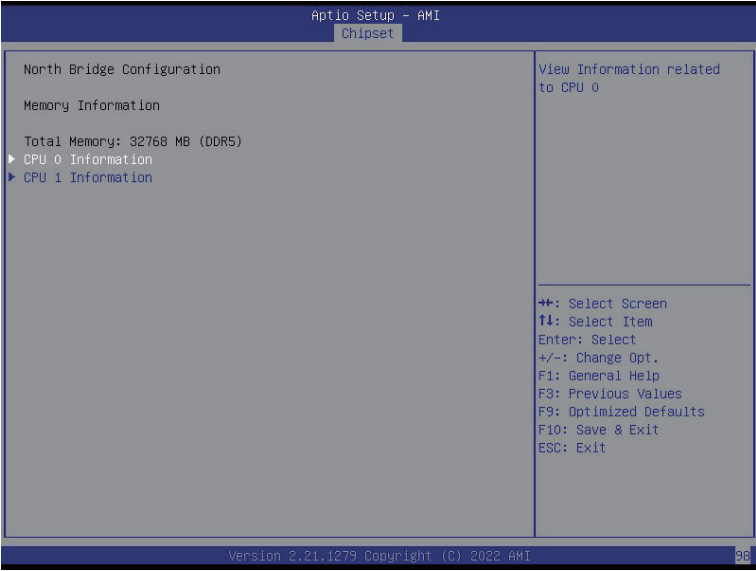 Aptio Setup – AMI
Chipset
North Bridge Configuration
Memory Information
Total Memory: 32768 MB (DDR5)
▶ CPU 0 Information
▶ CPU 1 Information
View Information related
to CPU 0
→←: Select Screen
↑↓: Select Item
Enter: Select
+/-: Change Opt.
F1: General Help
F3: Previous Values
F9: Optimized Defaults
F10: Save & Exit
ESC: Exit
Version 2.21.1279 Copyright (C) 2022 AMI
98